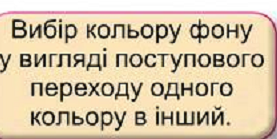 Вибір кольору фону
у вигляді поступового
переходу одного
кольору в інший.